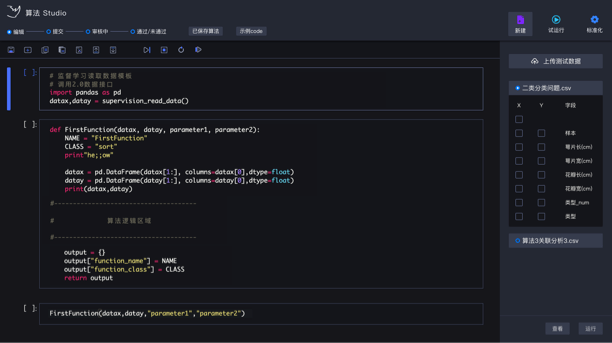 算法 Studio
编辑
提交
审核中
通过/未通过
已保存算法
示例code
新建
试运行
标准化
[ ]:
# 监督学习读取数据模板
# 调用2.0数据接口
import pandas as pd
datax,datay = supervision_read_data()
[ ]:
def FirstFunction(datax, datay, parameter1, parameter2):
NAME = "FirstFunction"
CLASS = "sort"
print"he;;ow"
datax = pd.DataFrame(datax[1:], columns=datax[0],dtype=float)
datay = pd.DataFrame(datay[1:], columns=datay[0],dtype=float)
print(datax,datay)
#-----------------------------------
# 算法逻辑区域
#-----------------------------------
output = {}
output["function_name"] = NAME
output["function_class"] = CLASS
return output
[ ]:
FirstFunction(datax,datay,"parameter1","parameter2")
上传测试数据
二类分类问题.csv
X Y 字段
样本
萼片长(cm)
萼片宽(cm)
花瓣长(cm)
花瓣宽(cm)
类型_num
类型
算法3关联分析3.csv
查看
运行